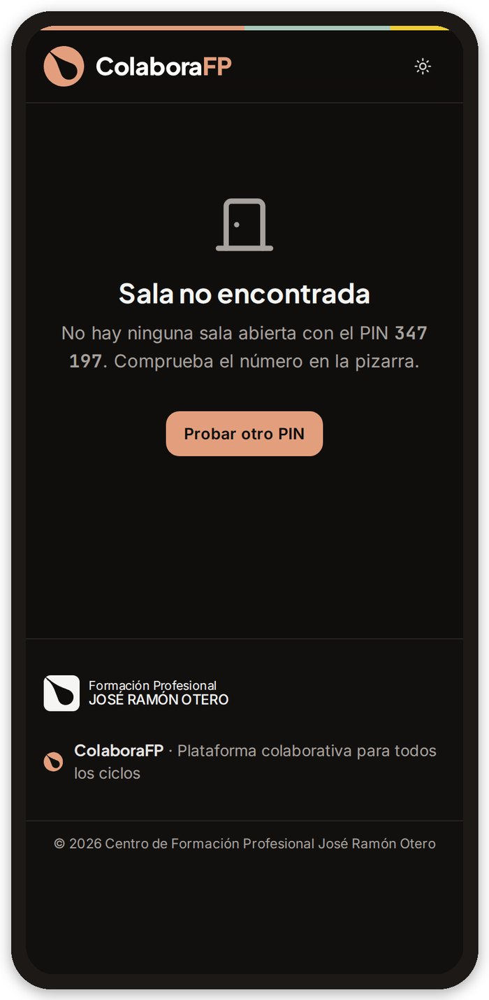 ColaboraFP
Sala no encontrada
No hay ninguna sala abierta con el PIN 347
197. Comprueba el número en la pizarra.
Probar otro PIN
Formación Profesional
JOSÉ RAMÓN OTERO
ColaboraFP · Plataforma colaborativa para todos
los ciclos
© 2026 Centro de Formación Profesional José Ramón Otero